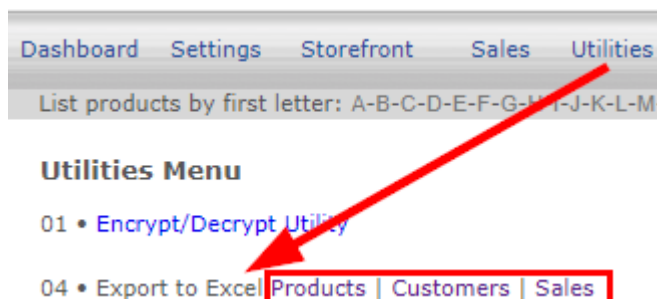 Dashboard Settings Storefront Sales Utilities
List products by first letter: A-B-C-D-E-F-G-H-I-J-K-L-M
Utilities Menu
01 • Encrypt/Decrypt Utility
04 • Export to Excel Products | Customers | Sales